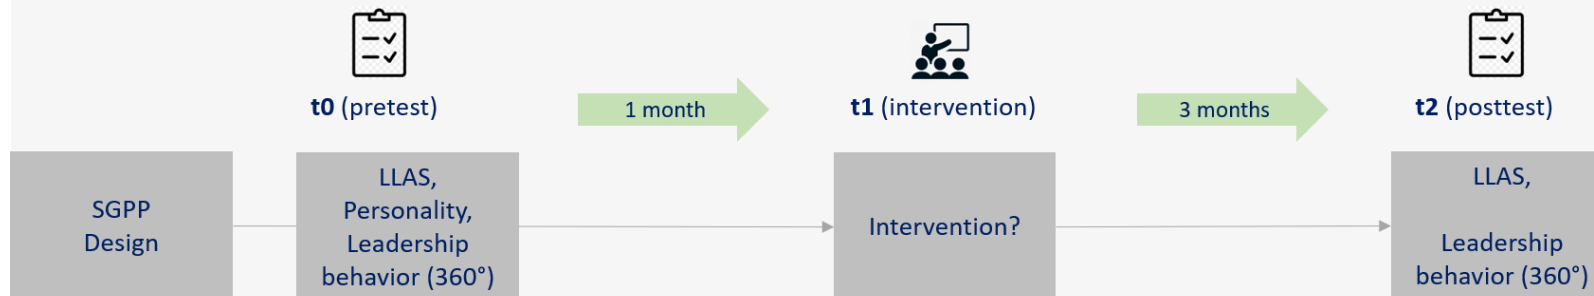 t0 (pretest)
1 month
t1 (intervention)
3 months
t2 (posttest)
SGPP
Design
LLAS,
Personality,
Leadership
behavior (360°)
Intervention?
LLAS,
Leadership
behavior (360°)